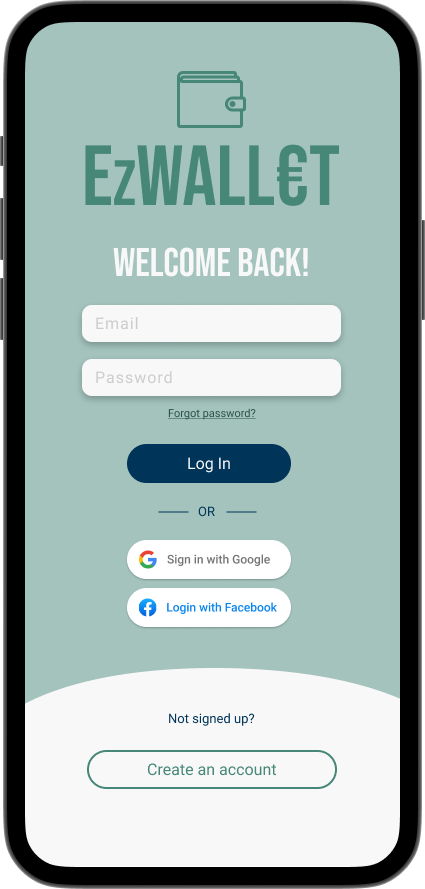 EzWALL€T
WELCOME BACK!
Email
Password
Forgot password?
Log In
OR
Sign in with Google
Login with Facebook
Not signed up?
Create an account